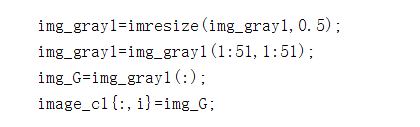 img_gray1=imresize(img_gray1,0.5);
img_gray1=img_gray1(1:51,1:51);
img_G=img_gray1(:);
image_c1{:,i}=img_G;